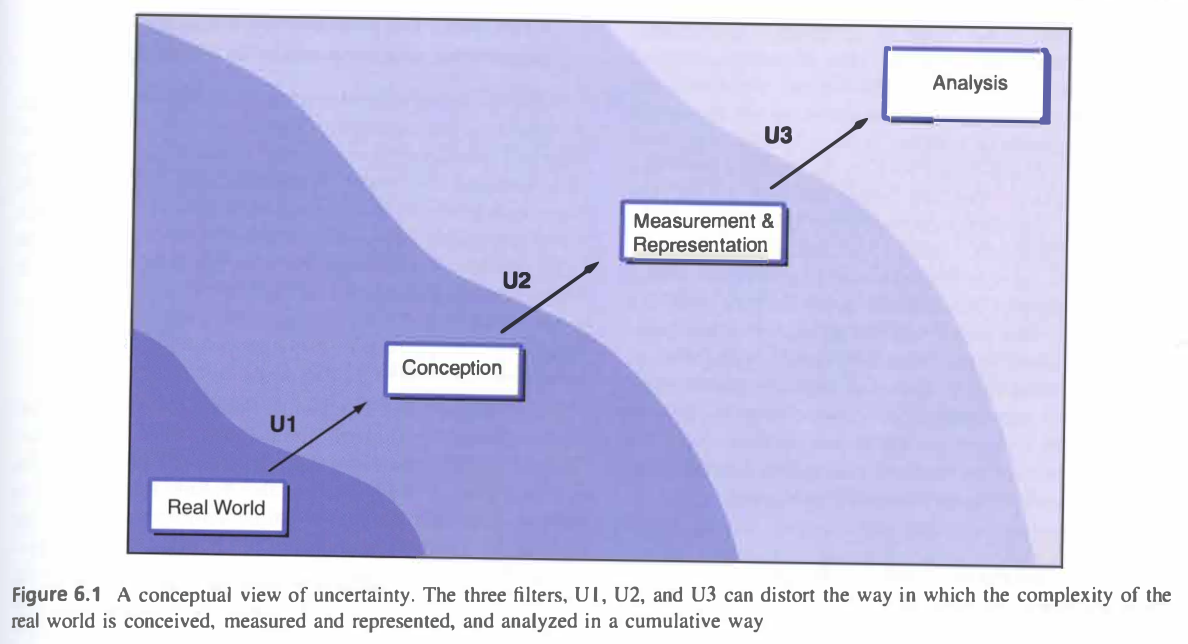 Analysis
U3
Measurement &
Representation
U2
Conception
U1
Real World
Figure 6.1 A conceptual view of uncertainty. The three filters, U1, U2, and U3 can distort the way in which the complexity of the
real world is conceived, measured and represented, and analyzed in a cumulative way